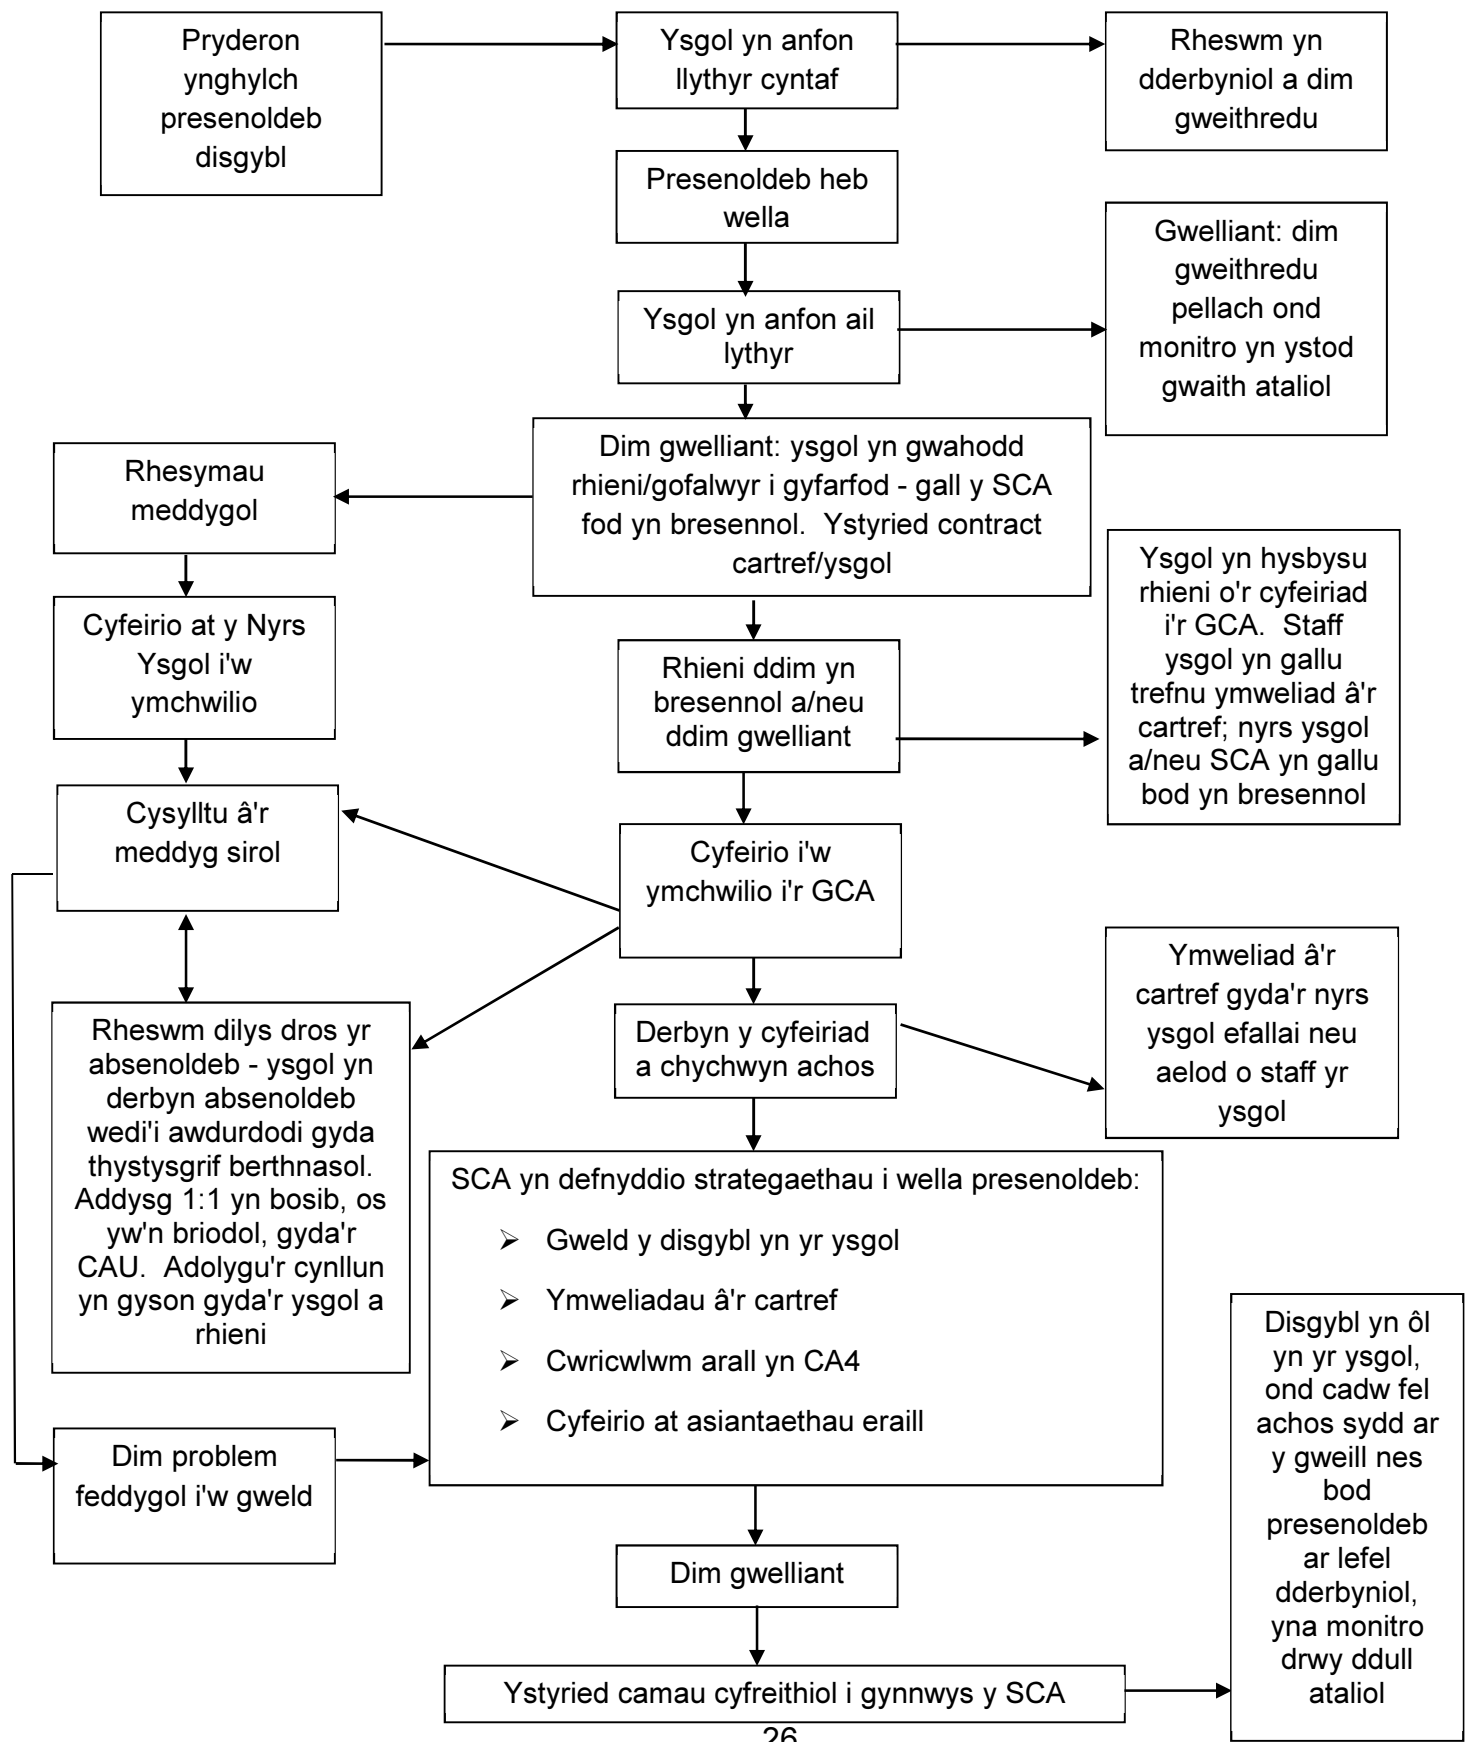 Pryderon
ynghylch
presenoldeb
disgybl
Ysgol yn anfon
llythyr cyntaf
Rheswm yn
dderbyniol a dim
gweithredu
Presenoldeb heb
wella
Ysgol yn anfon ail
lythyr
Gwelliant: dim
gweithredu
pellach ond
monitro yn ystod
gwaith ataliol
Dim gwelliant: ysgol yn gwahodd
rhieni/gofalwyr i gyfarfod - gall y SCA
fod yn bresennol. Ystyried contract
cartref/ysgol
Rhesymau
meddygol
Cyfeirio at y Nyrs
Ysgol i'w
ymchwilio
Rhieni ddim yn
bresennol a/neu
ddim gwelliant
Ysgol yn hysbysu
rhieni o'r cyfeiriad
i'r GCA. Staff
ysgol yn gallu
trefnu ymweliad â'r
cartref; nyrs ysgol
a/neu SCA yn gallu
bod yn bresennol
Cysylltu â'r
meddyg sirol
Cyfeirio i'w
ymchwilio i'r GCA
Rheswm dilys dros yr
absenoldeb - ysgol yn
derbyn absenoldeb
wedi'i awdurdodi gyda
thystysgrif berthnasol.
Addysg 1:1 yn bosib, os
yw'n briodol, gyda'r
CAU. Adolygu'r cynllun
yn gyson gyda'r ysgol a
rhieni
Derbyn y cyfeiriad
a chychwyn achos
Ymweliad â'r
cartref gyda'r nyrs
ysgol efallai neu
aelod o staff yr
ysgol
SCA yn defnyddio strategaethau i wella presenoldeb:
➢ Gweld y disgybl yn yr ysgol
➢ Ymweliadau â'r cartref
➢ Cwricwlwm arall yn CA4
➢ Cyfeirio at asiantaethau eraill
Dim problem
feddygol i'w gweld
Disgybl yn ôl
yn yr ysgol,
ond cadw fel
achos sydd ar
y gweill nes
bod
presenoldeb
ar lefel
dderbyniol,
yna monitro
drwy ddull
ataliol
Dim gwelliant
Ystyried camau cyfreithiol i gynnwys y SCA
26